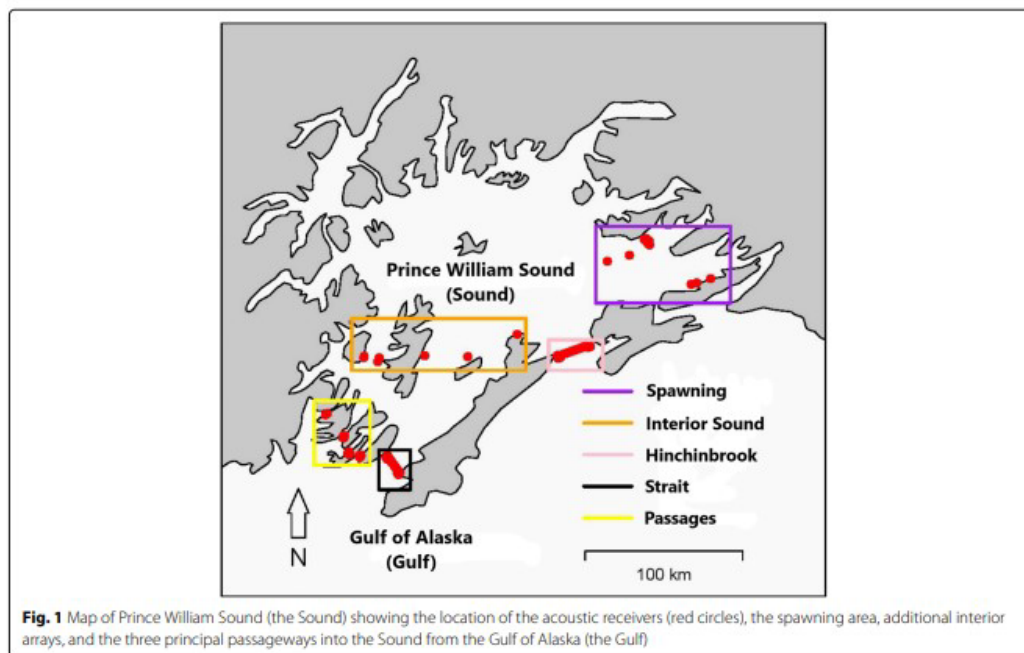 Prince William Sound
(Sound)
Spawning
Interior Sound
Hinchinbrook
Strait
Passages
Gulf of Alaska
(Gulf)
N
100 km
Fig. 1 Map of Prince William Sound (the Sound) showing the location of the acoustic receivers (red circles), the spawning area, additional interior
arrays, and the three principal passageways into the Sound from the Gulf of Alaska (the Gulf)